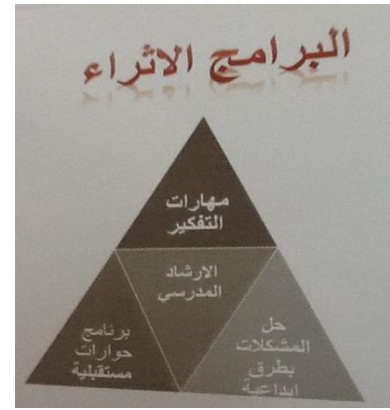 البرامج الاثراء
مهارات
التفكير
الارشاد
المدرسي
حل
المشكلات
بطرق
ابداعية
برنامج
حوارات
مستقبلية